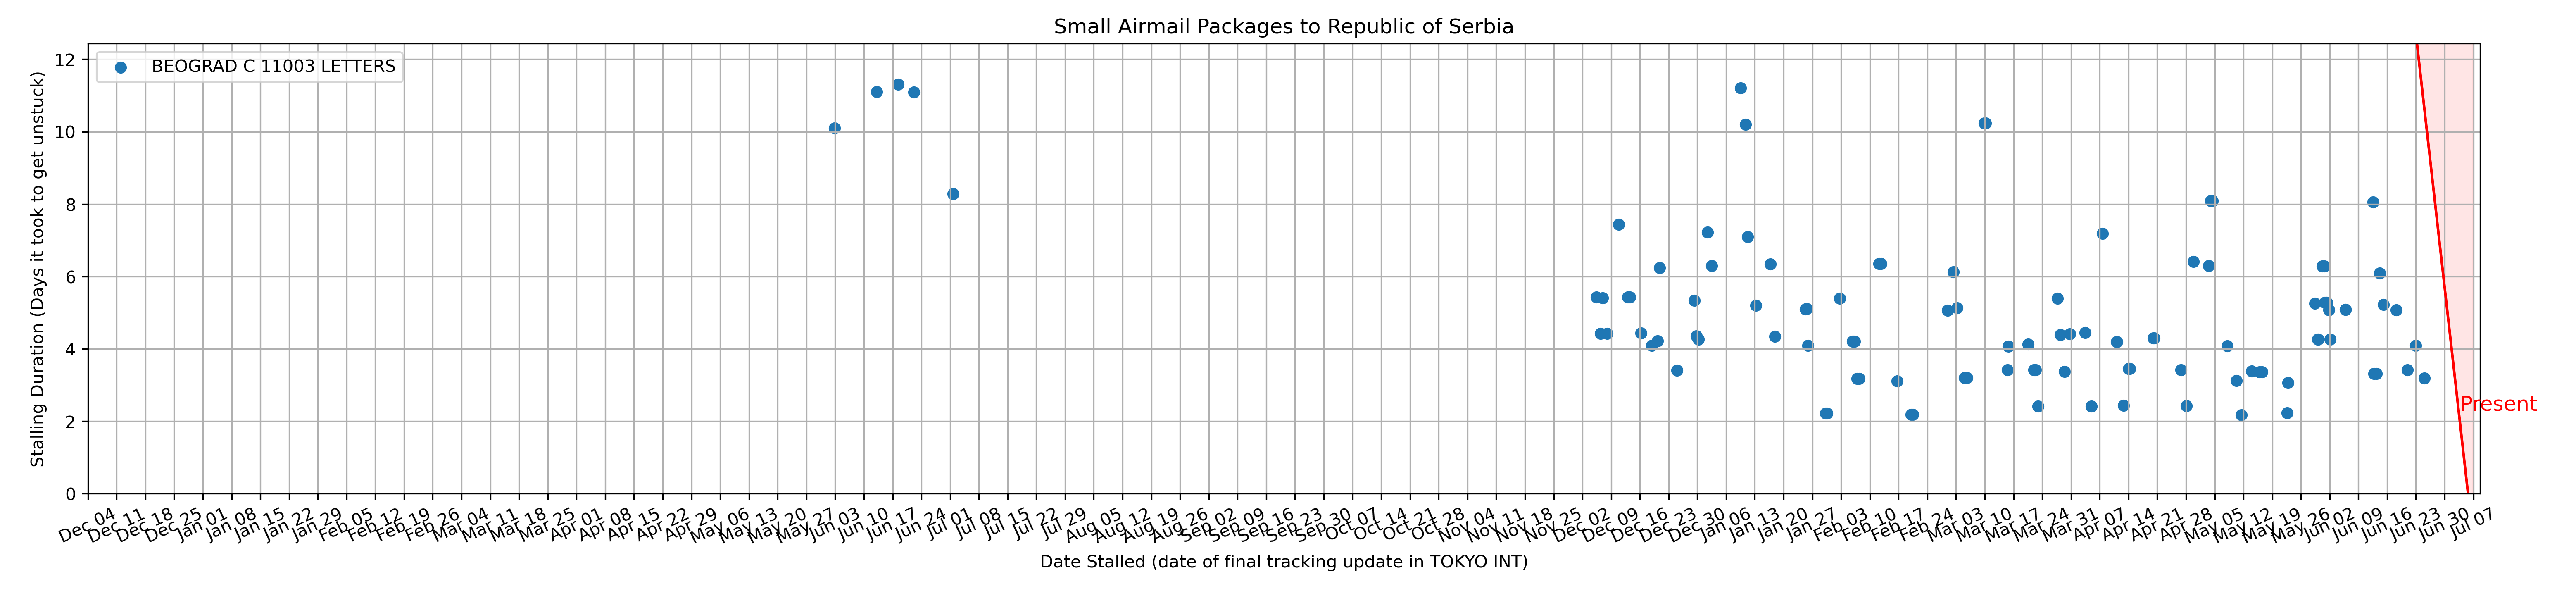 Small Airmail Packages to Republic of Serbia
BEOGRAD C 11003 LETTERS
Stalling Duration (Days it took to get unstuck)
12
10
8
6
4
2
0
Present
Dec 04
Dec 11
Dec 18
Dec 25
Jan 01
Jan 08
Jan 15
Jan 22
Jan 29
Feb 05
Feb 12
Feb 19
Feb 26
Mar 04
Mar 11
Mar 18
Mar 25
Apr 01
Apr 08
Apr 15
Apr 22
Apr 29
May 06
May 13
May 20
May 27
Jun 03
Jun 10
Jun 17
Jun 24
Jul 01
Jul 08
Jul 15
Jul 22
Jul 29
Aug 05
Aug 12
Aug 19
Aug 26
Sep 02
Sep 09
Sep 16
Sep 23
Sep 30
Oct 07
Oct 14
Oct 21
Oct 28
Nov 04
Nov 11
Nov 18
Nov 25
Dec 02
Dec 09
Dec 16
Dec 23
Dec 30
Jan 06
Jan 13
Jan 20
Jan 27
Feb 03
Feb 10
Feb 17
Feb 24
Mar 03
Mar 10
Mar 17
Mar 24
Mar 31
Apr 07
Apr 14
Apr 21
Apr 28
May 05
May 12
May 19
May 26
Jun 02
Jun 09
Jun 16
Jun 23
Jun 30
Jul 07
Date Stalled (date of final tracking update in TOKYO INT)